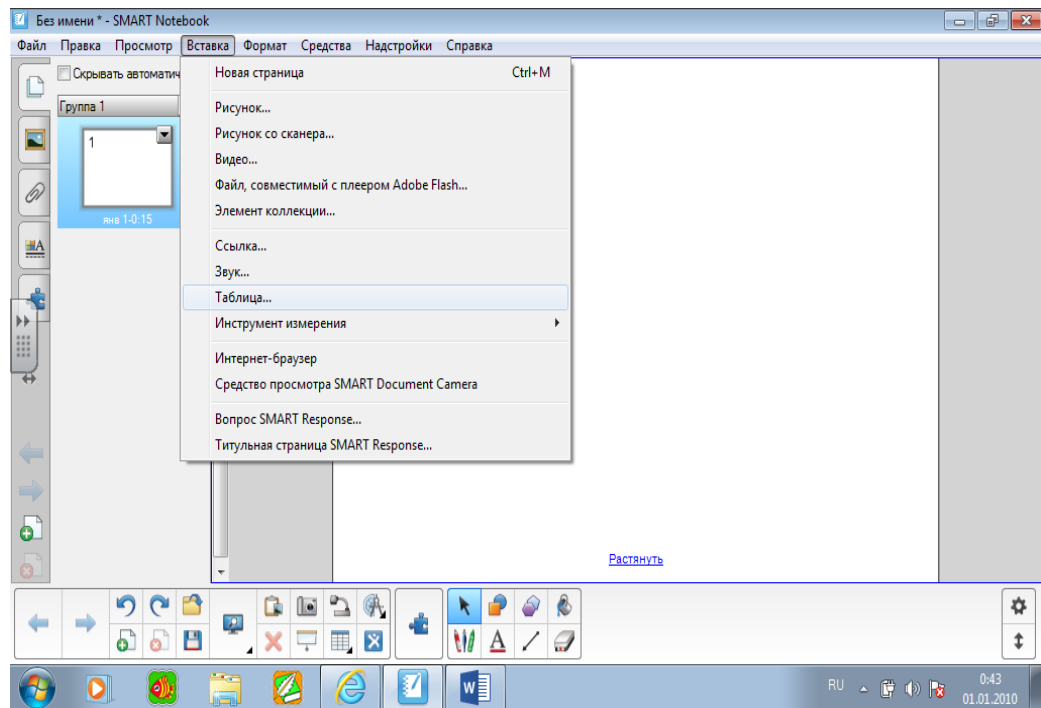 Без имени * - SMART Notebook
Файл Правка Просмотр Вставка Формат Средства Надстройки Справка
Скрывать автоматич
Группа 1
1
янв 1-0:15
Новая страница Ctrl+M
Рисунок...
Рисунок со сканера...
Видео...
Файл, совместимый с плеером Adobe Flash...
Элемент коллекции...
Ссылка...
Звук...
Таблица...
Инструмент измерения
Интернет-браузер
Средство просмотра SMART Document Camera
Вопрос SMART Response...
Титульная страница SMART Response...
Растянуть
RU
0:43
01.01.2010